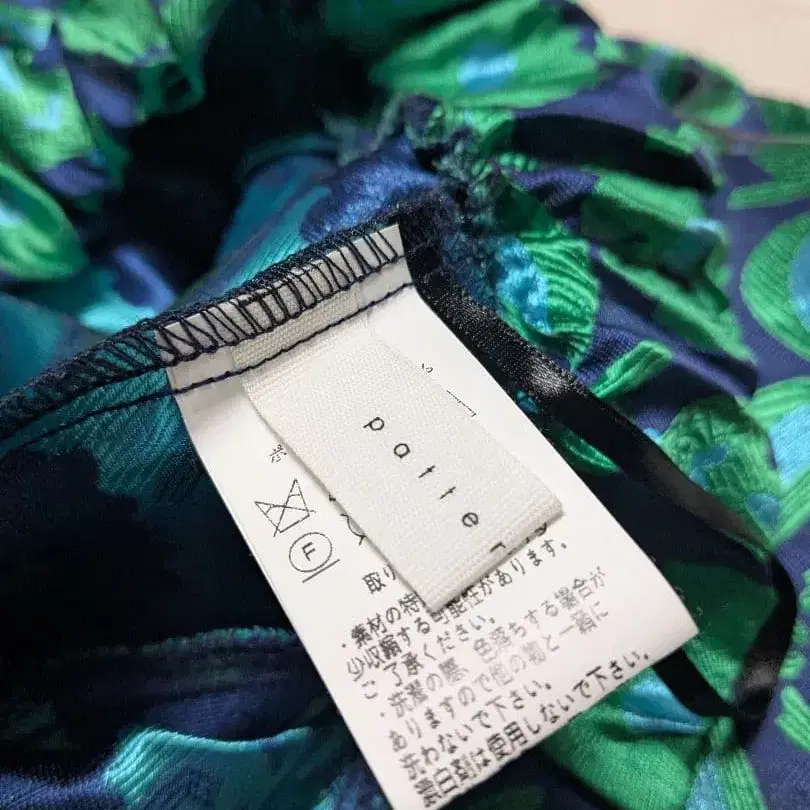 patter
ポ
F
取り
・素材の特
少収縮する可能性があります。
ご了承ください。
・洗濯の際、色落ちする場合が
ありますので他の物と一緒に
洗わないで下さい。
漂白剤は使用しないで下さい。